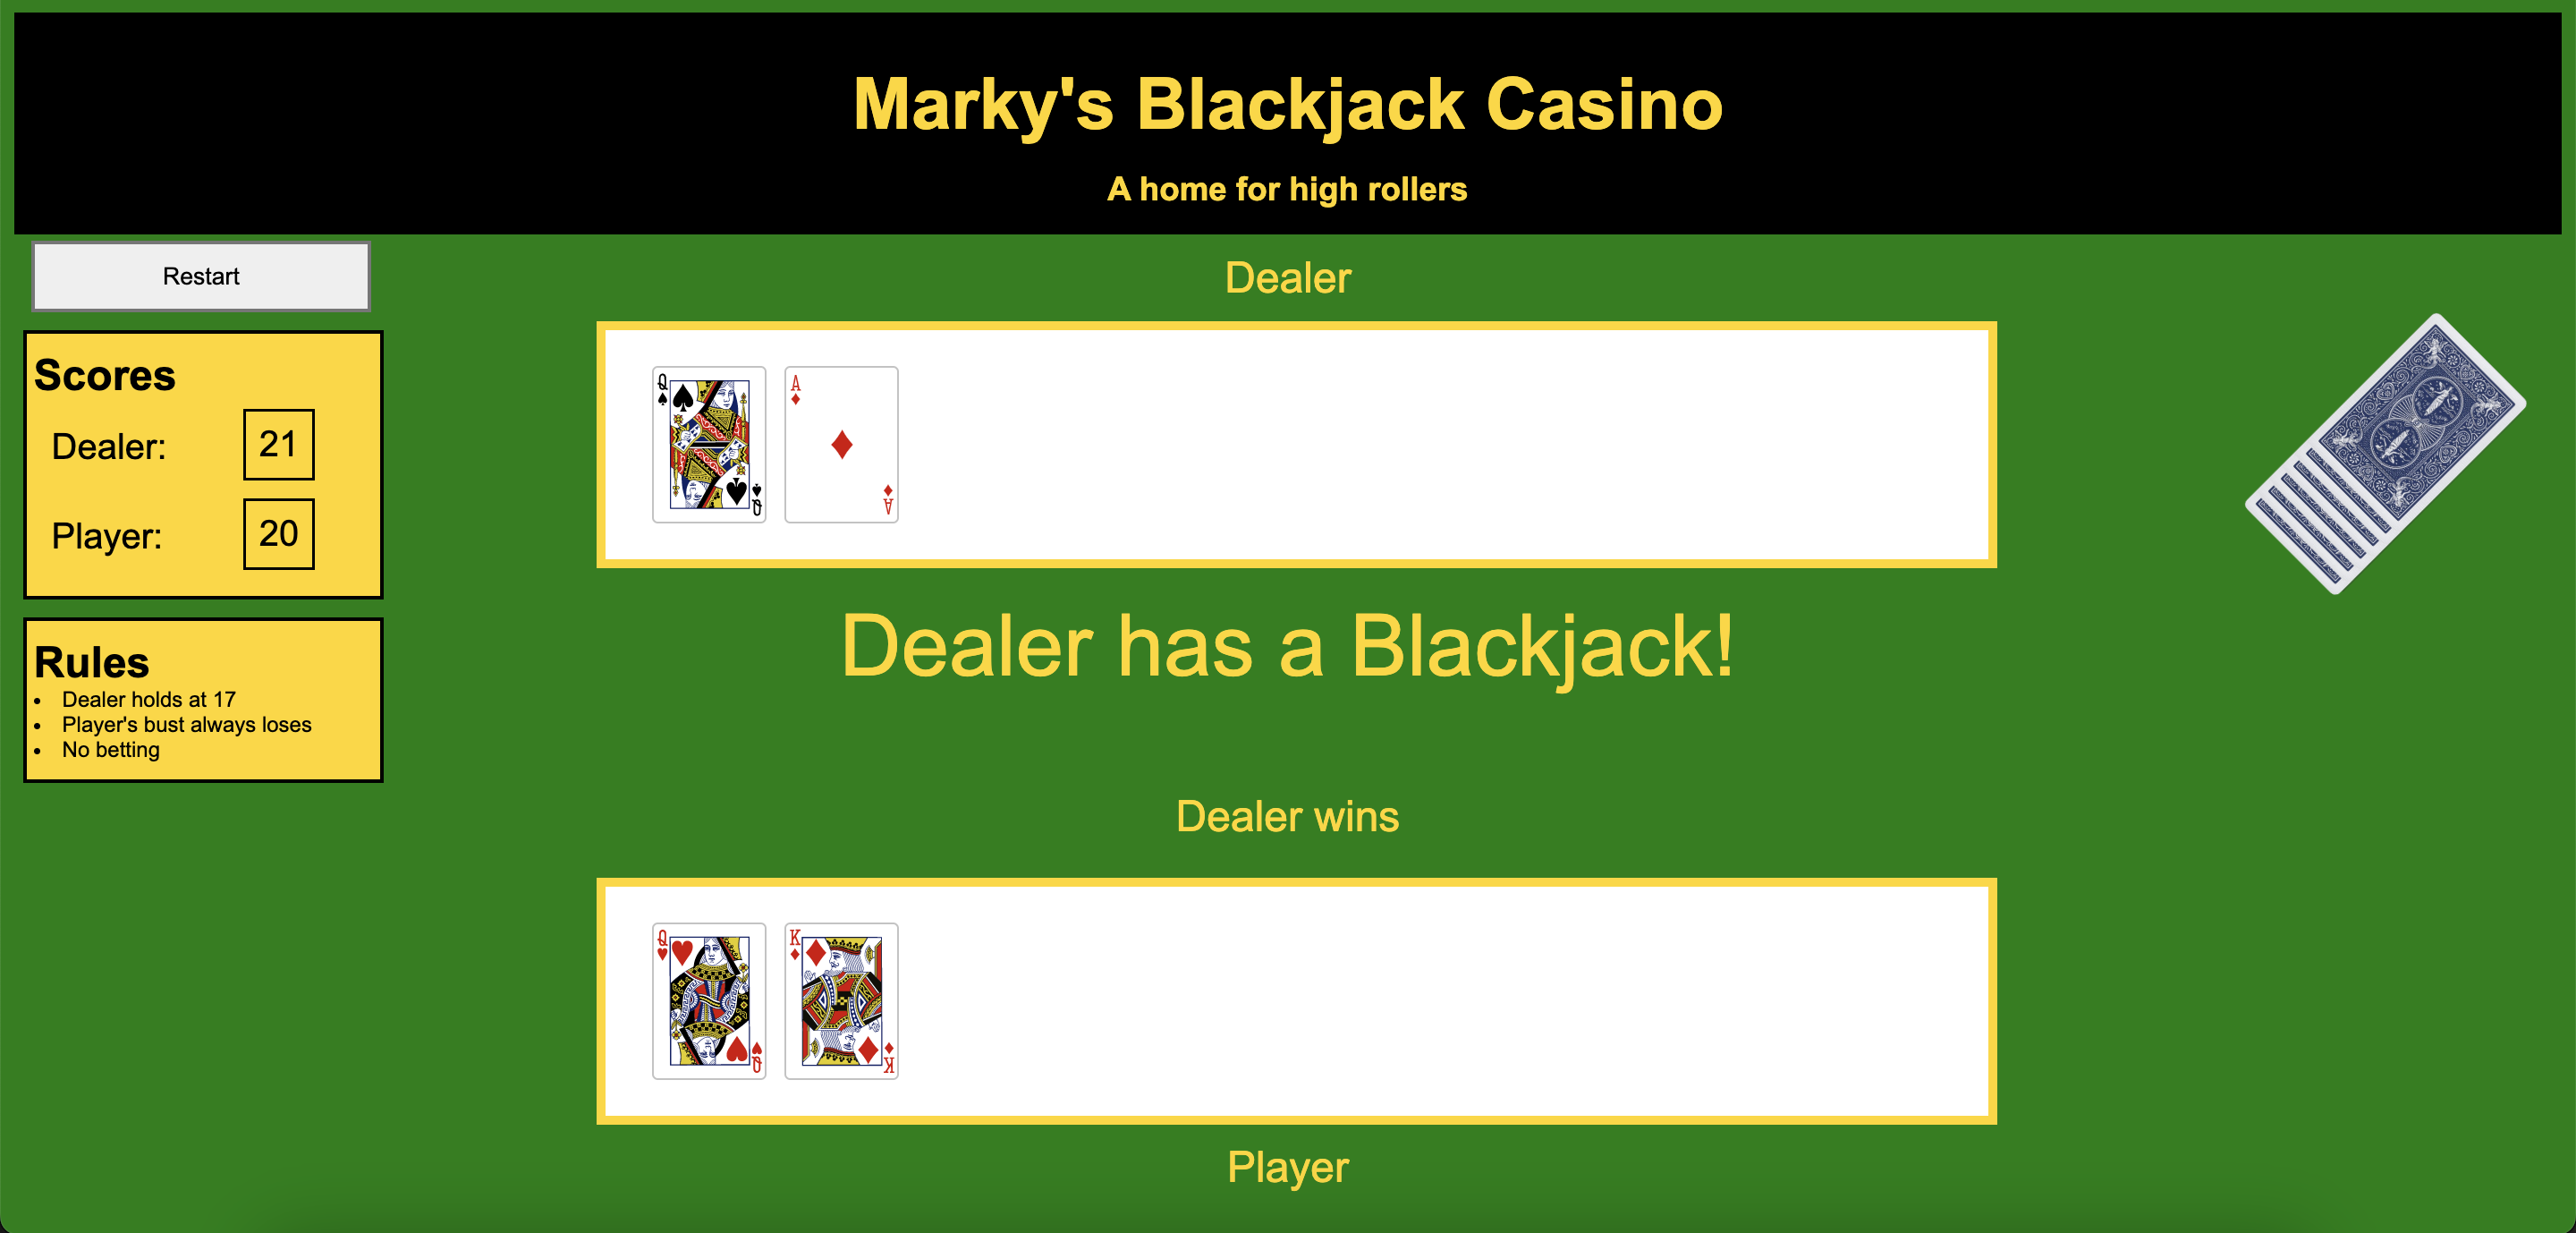 Marky's Blackjack Casino
A home for high rollers
Restart
Scores
Dealer:
21
Player:
20
Rules
• Dealer holds at 17
• Player's bust always loses
• No betting
Dealer
Q
Q
A
A
Dealer has a Blackjack!
Dealer wins
Q
Q
K
K
Player